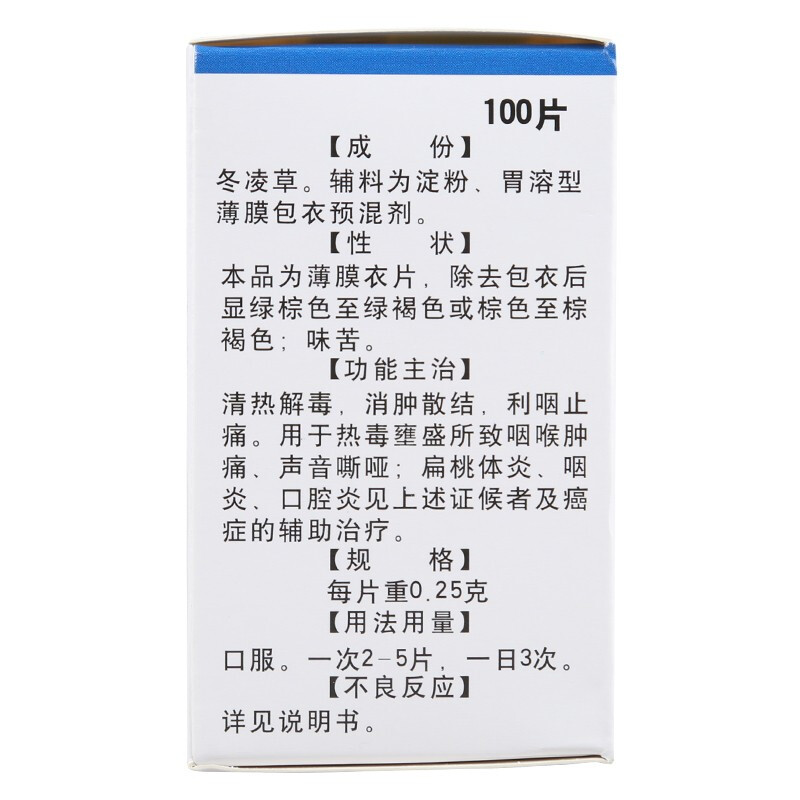 100片
【成 份】
冬凌草。辅料为淀粉、胃溶型
薄膜包衣预混剂。
【性 状】
本品为薄膜衣片，除去包衣后
显绿棕色至绿褐色或棕色至棕
褐色；味苦。
【功能主治】
清热解毒，消肿散结，利咽止
痛。用于热毒壅盛所致咽喉肿
痛、声音嘶哑；扁桃体炎、咽
炎、口腔炎见上述证候者及癌
症的辅助治疗。
【规 格】
每片重0.25克
【用法用量】
口服。一次2-5片，一日3次。
【不良反应】
详见说明书。